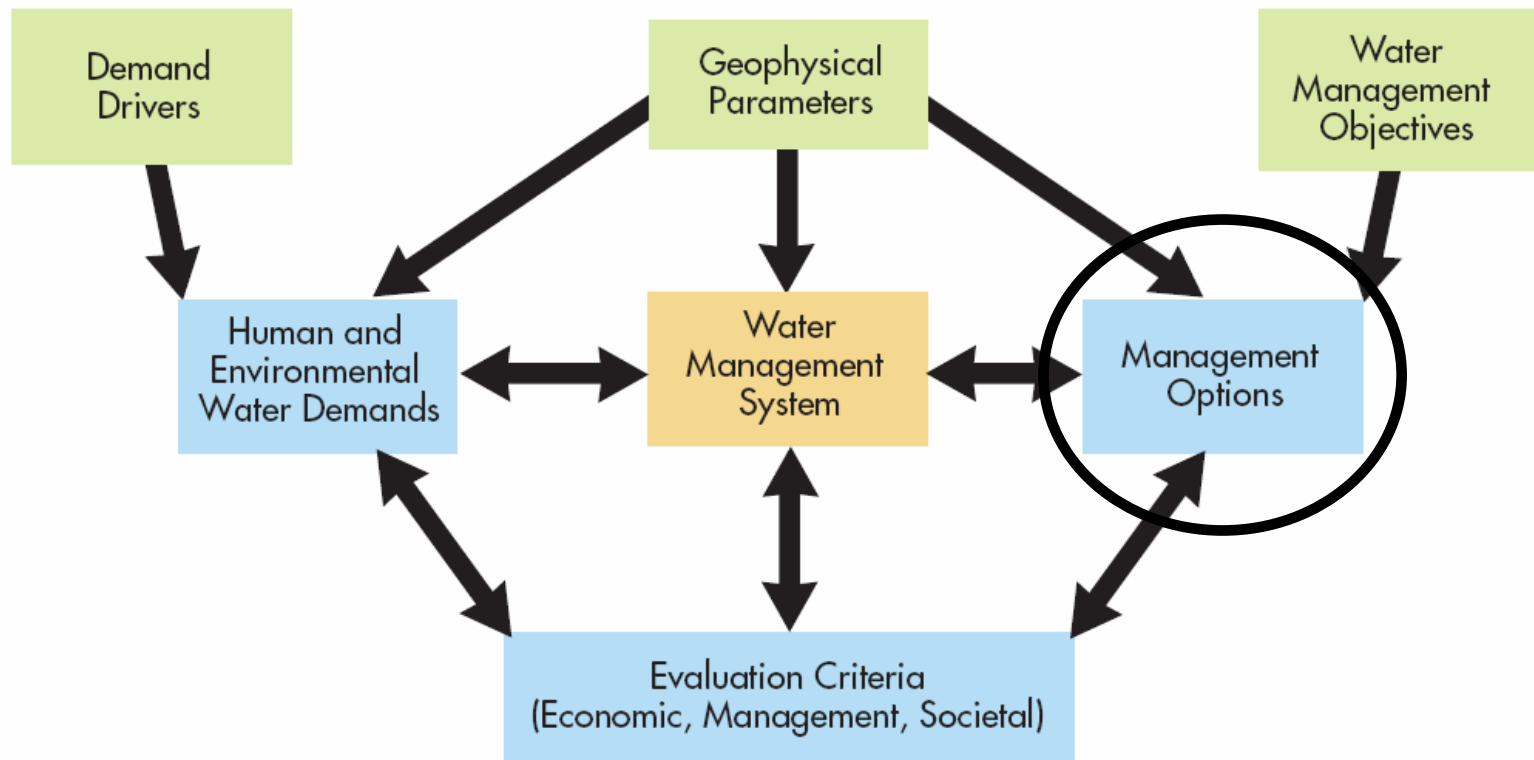 Demand
Drivers
Geophysical
Parameters
Water
Management
Objectives
Human and
Environmental
Water Demands
Water
Management
System
Management
Options
Evaluation Criteria
(Economic, Management, Societal)